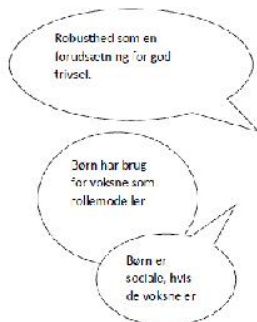 Robusthed som en
forudsætning for god
trivsel.
Børn har brug
for voksne som
rollemodeller
Børn er
sociale, hvis
de voksne er